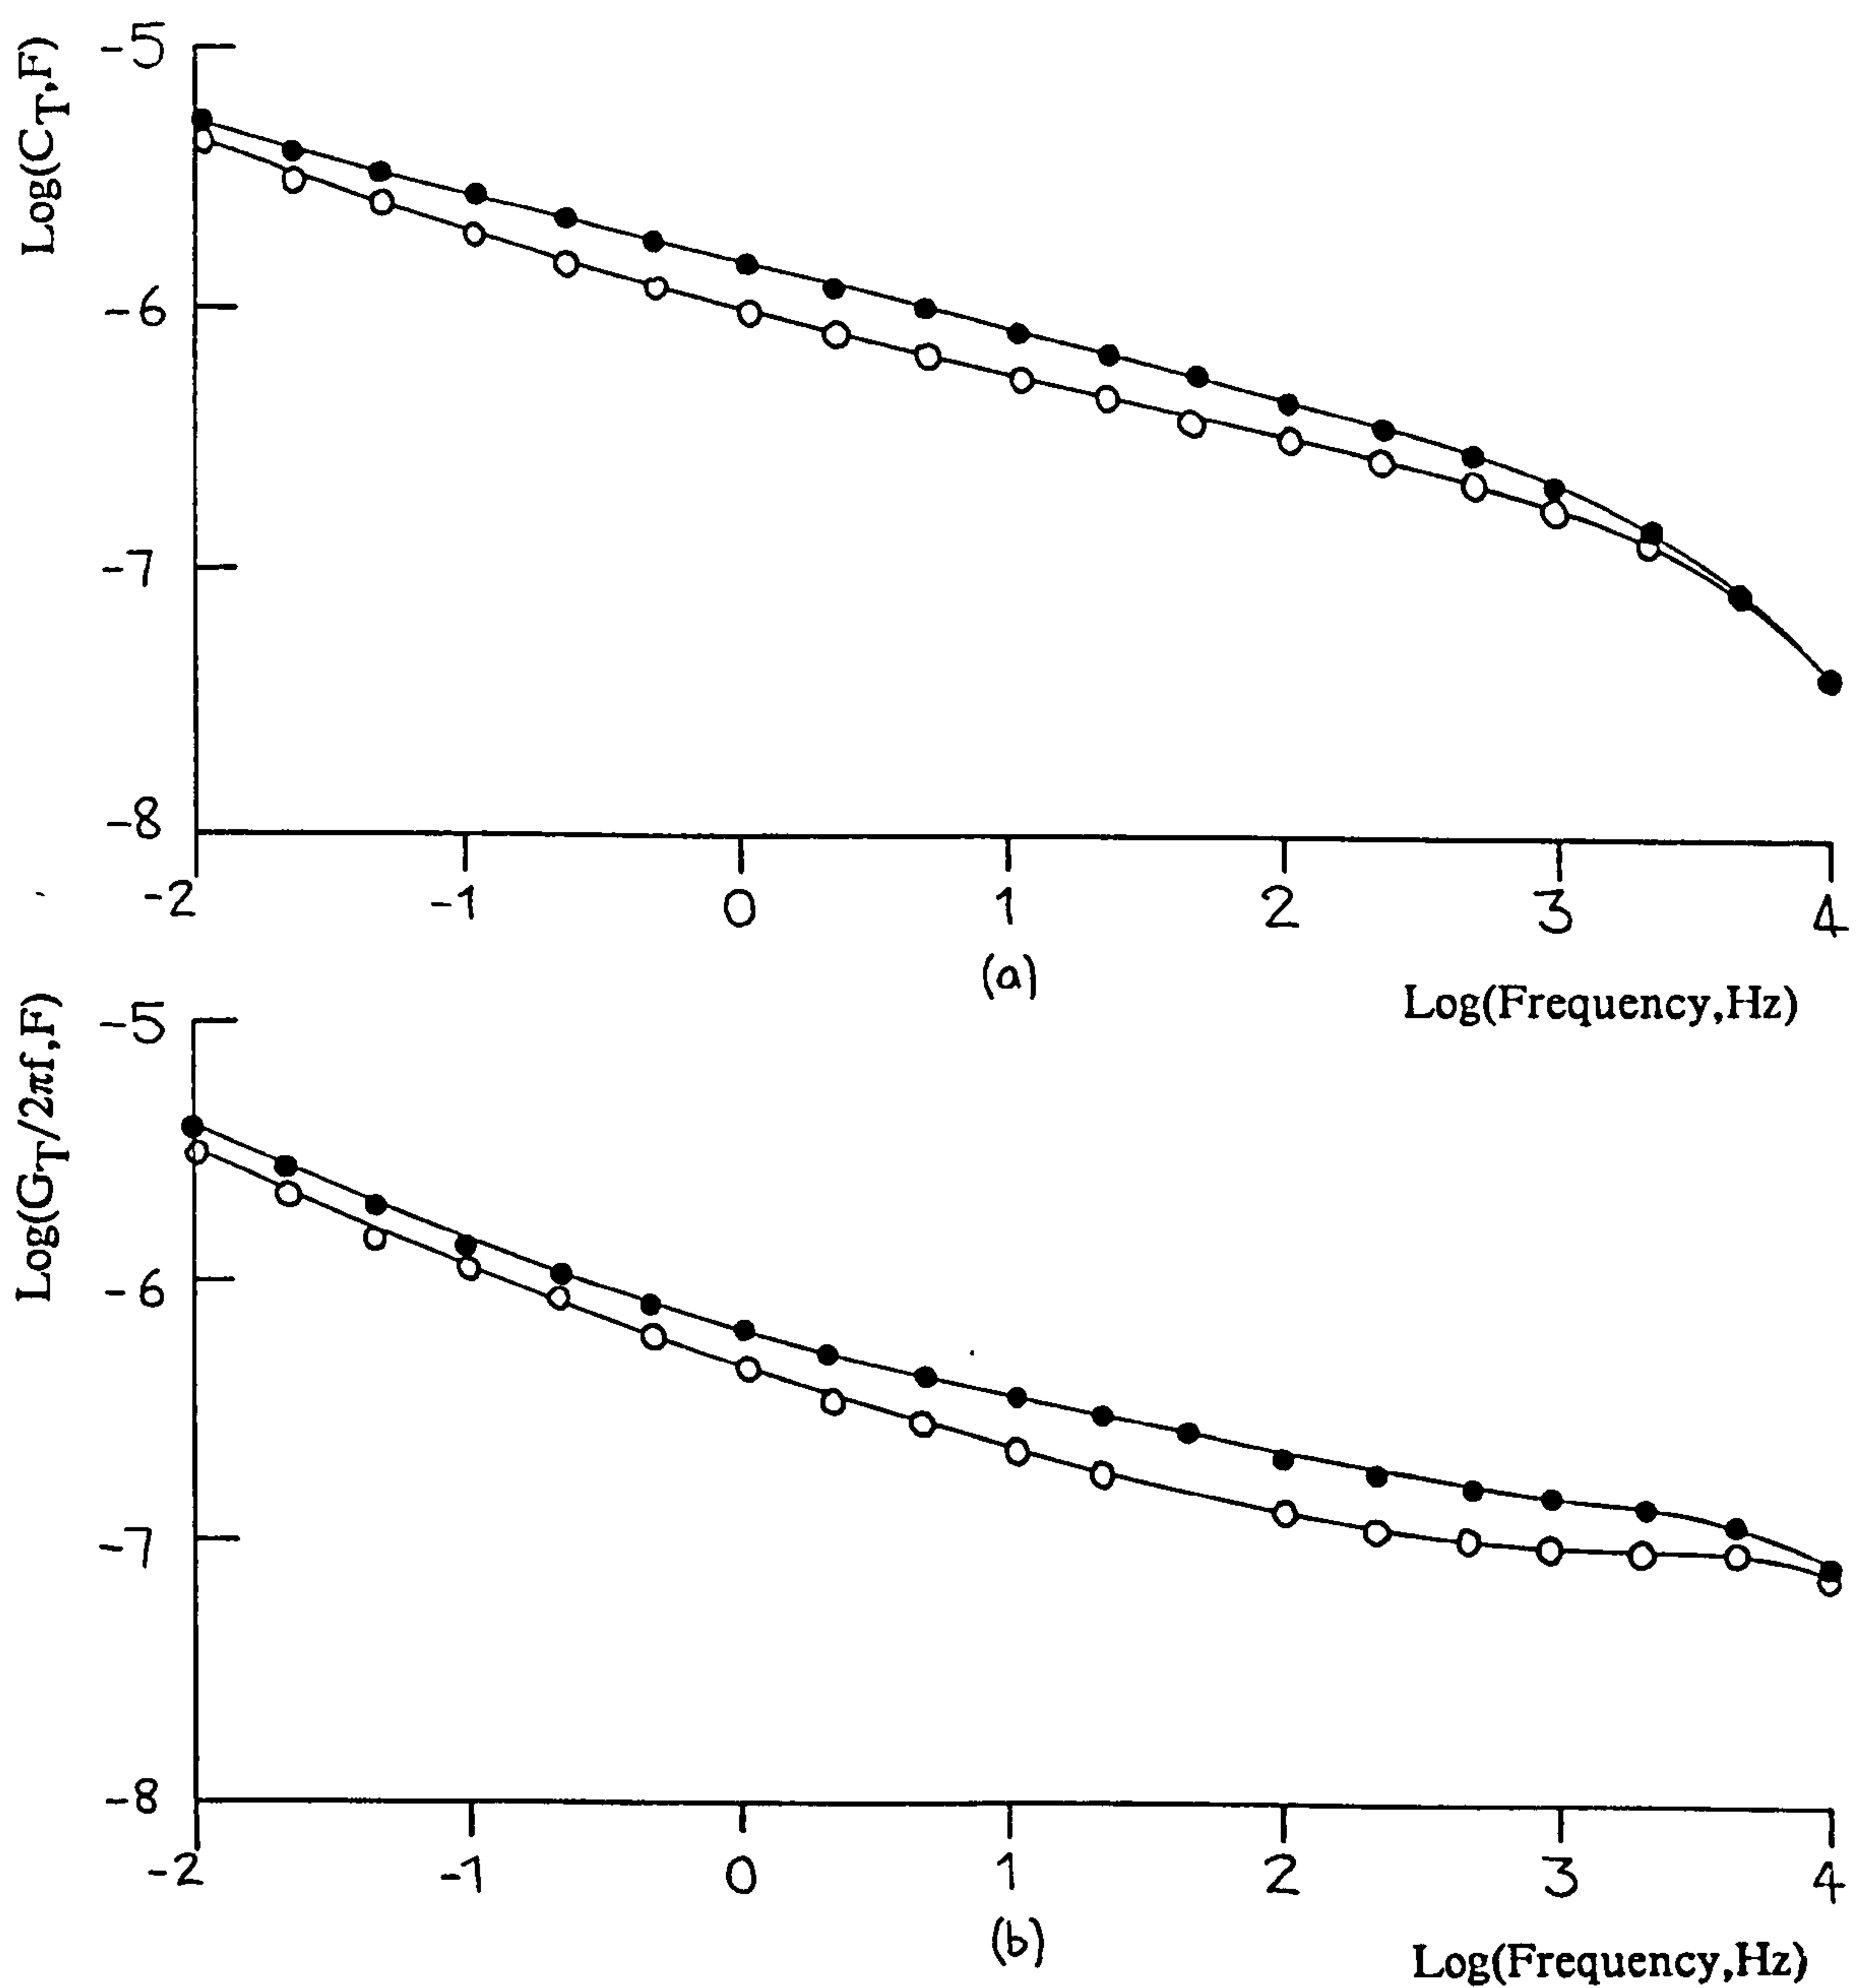 Log(C_T,F)
-5
-6
-7
-8
-2 -1 0 1 2 3 4
(a)
Log(Frequency,Hz)
Log(G_T/2πf,F)
-5
-6
-7
-8
-2 -1 0 1 2 3 4
(b)
Log(Frequency,Hz)